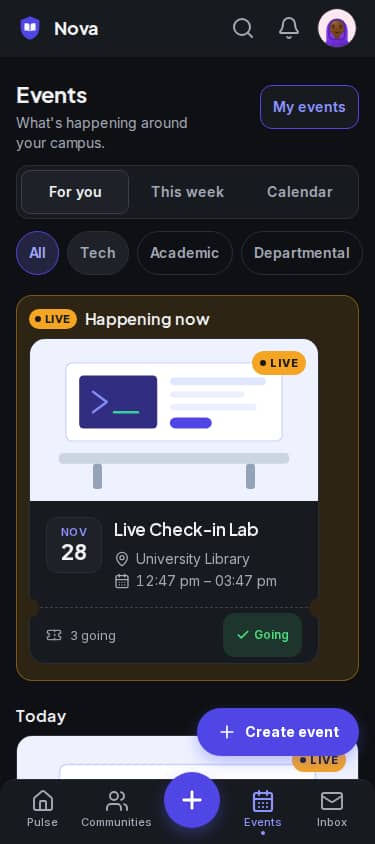 Nova
Events
My events
What's happening around
your campus.
For you
This week
Calendar
All
Tech
Academic
Departmental
LIVE
Happening now
LIVE
NOV
28
Live Check-in Lab
University Library
12:47 pm – 03:47 pm
3 going
Going
Today
Create event
LIVE
Pulse
Communities
Events
Inbox